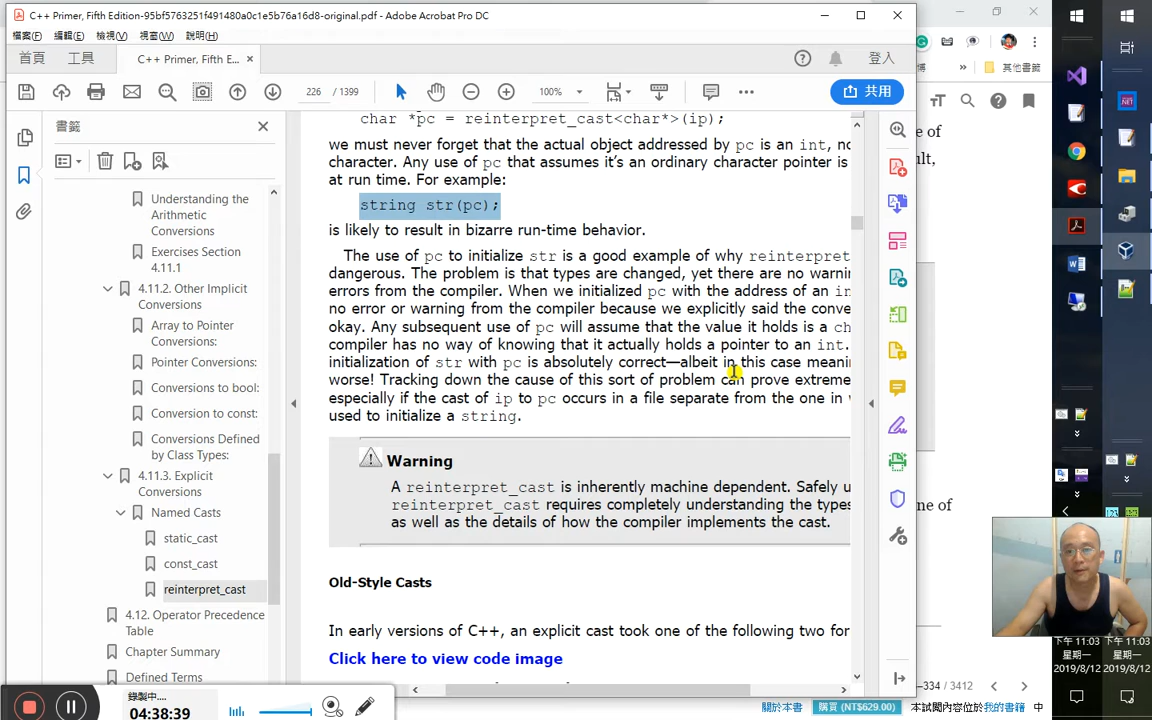 C++ Primer, Fifth Edition-95bf5763251f491480a0c1e5b76a16d8-original.pdf - Adobe Acrobat Pro DC
檔案(F) 編輯(E) 檢視(V) 視窗(W) 說明(H)
首頁 工具 C++ Primer, Fifth E... × 登入
226 / 1399 100% 共用
書籤
Understanding the
Arithmetic
Conversions
Exercises Section
4.11.1
4.11.2. Other Implicit
Conversions
Array to Pointer
Conversions:
Pointer Conversions:
Conversions to bool:
Conversion to const:
Conversions Defined
by Class Types:
4.11.3. Explicit
Conversions
Named Casts
static_cast
const_cast
reinterpret_cast
4.12. Operator Precedence
Table
Chapter Summary
Defined Terms
char *pc = reinterpret_cast<char*>(ip);
we must never forget that the actual object addressed by pc is an int, no
character. Any use of pc that assumes it's an ordinary character pointer is
at run time. For example:
string str(pc);
is likely to result in bizarre run-time behavior.
The use of pc to initialize str is a good example of why reinterpret
dangerous. The problem is that types are changed, yet there are no warnin
errors from the compiler. When we initialized pc with the address of an in
no error or warning from the compiler because we explicitly said the conve
okay. Any subsequent use of pc will assume that the value it holds is a ch
compiler has no way of knowing that it actually holds a pointer to an int.
initialization of str with pc is absolutely correct—albeit in this case meanin
worse! Tracking down the cause of this sort of problem can prove extreme
especially if the cast of ip to pc occurs in a file separate from the one in w
used to initialize a string.
Warning
A reinterpret_cast is inherently machine dependent. Safely u
reinterpret_cast requires completely understanding the types
as well as the details of how the compiler implements the cast.
Old-Style Casts
In early versions of C++, an explicit cast took one of the following two for
Click here to view code image
其他書籤
e of
ult,
ne of
-334 / 3412
關於本書 購買 (NT$629.00) 本試閱內容位於我的書籍 中
錄製中....
04:38:39
下午 11:03 下午 11:03
星期一 星期一
2019/8/12 2019/8/12